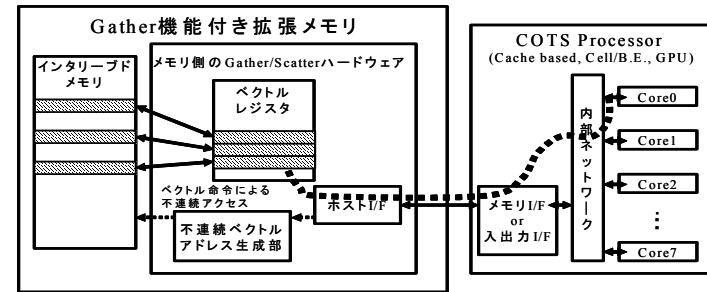 Gather機能付き拡張メモリ
インタリーブド
メモリ
メモリ側のGather/Scatterハードウェア
ベクトル
レジスタ
ベクトル命令による
不連続アクセス
不連続ベクトル
アドレス生成部
ホストI/F
COTS Processor
(Cache based, Cell/B.E., GPU)
メモリI/F
or
入出力I/F
内部ネットワーク
Core0
Core1
Core2
⋮
Core7